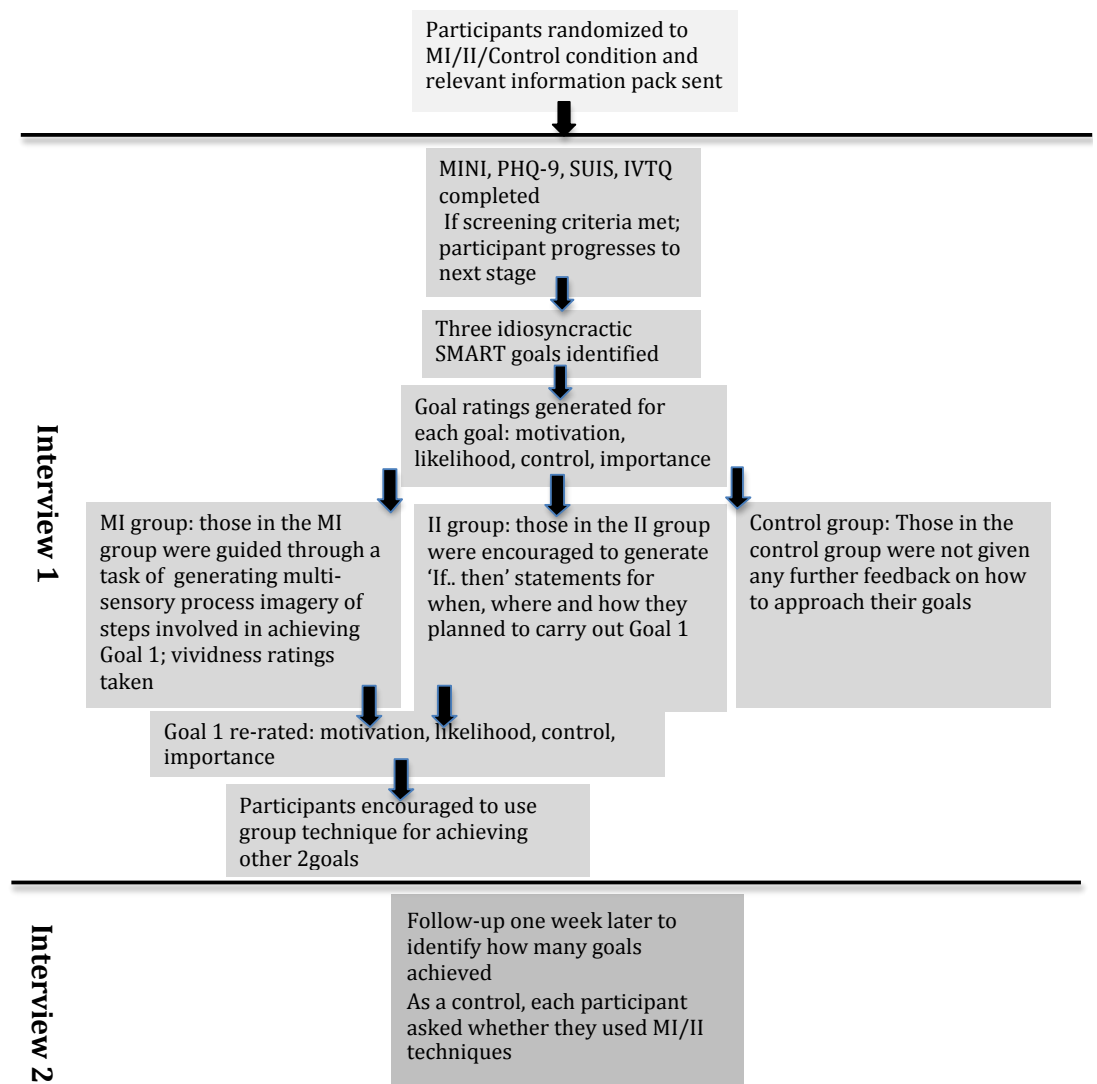 Participants randomized to
MI/II/Control condition and
relevant information pack sent
Interview 1
MINI, PHQ-9, SUIS, IVTQ
completed
If screening criteria met;
participant progresses to
next stage
Three idiosyncractic
SMART goals identified
Goal ratings generated for
each goal: motivation,
likelihood, control, importance
MI group: those in the MI
group were guided through a
task of generating multi-
sensory process imagery of
steps involved in achieving
Goal 1; vividness ratings
taken
II group: those in the II group
were encouraged to generate
‘If.. then’ statements for
when, where and how they
planned to carry out Goal 1
Control group: Those in the
control group were not given
any further feedback on how
to approach their goals
Goal 1 re-rated: motivation, likelihood, control,
importance
Participants encouraged to use
group technique for achieving
other 2goals
Interview 2
Follow-up one week later to
identify how many goals
achieved
As a control, each participant
asked whether they used MI/II
techniques